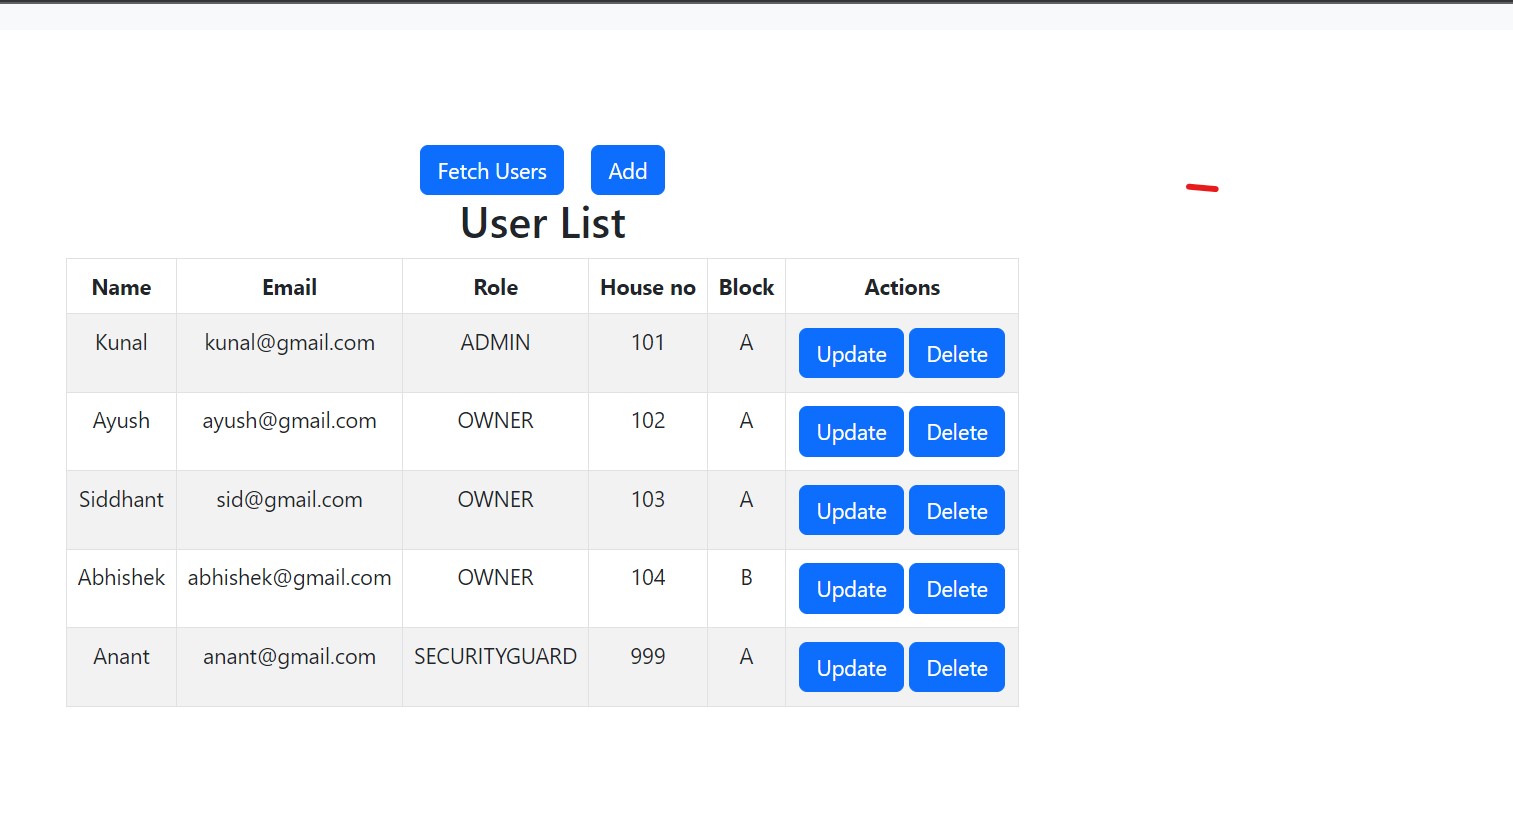 Fetch Users Add
User List
Name Email Role House no Block Actions
Kunal kunal@gmail.com ADMIN 101 A Update Delete
Ayush ayush@gmail.com OWNER 102 A Update Delete
Siddhant sid@gmail.com OWNER 103 A Update Delete
Abhishek abhishek@gmail.com OWNER 104 B Update Delete
Anant anant@gmail.com SECURITYGUARD 999 A Update Delete